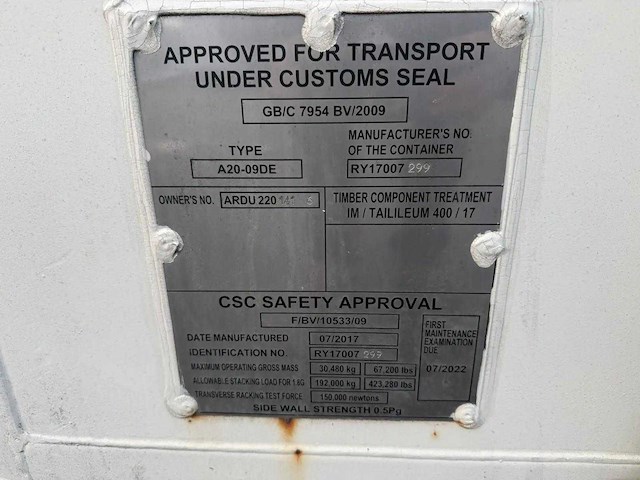 APPROVED FOR TRANSPORT
UNDER CUSTOMS SEAL
GB/C 7954 BV/2009
TYPE
A20-09DE
MANUFACTURER'S NO.
OF THE CONTAINER
RY17007 299
OWNER'S NO. ARDU 220
TIMBER COMPONENT TREATMENT
IM / TAILILEUM 400 / 17
CSC SAFETY APPROVAL
F/BV/10533/09
DATE MANUFACTURED 07/2017
IDENTIFICATION NO. RY17007
MAXIMUM OPERATING GROSS MASS 30,480 kg 67,200 lbs
ALLOWABLE STACKING LOAD FOR 1.8G 192,000 kg 423,280 lbs
TRANSVERSE RACKING TEST FORCE 150,000 newtons
SIDE WALL STRENGTH 0.5Pg
FIRST
MAINTENANCE
EXAMINATION
DUE
07/2022